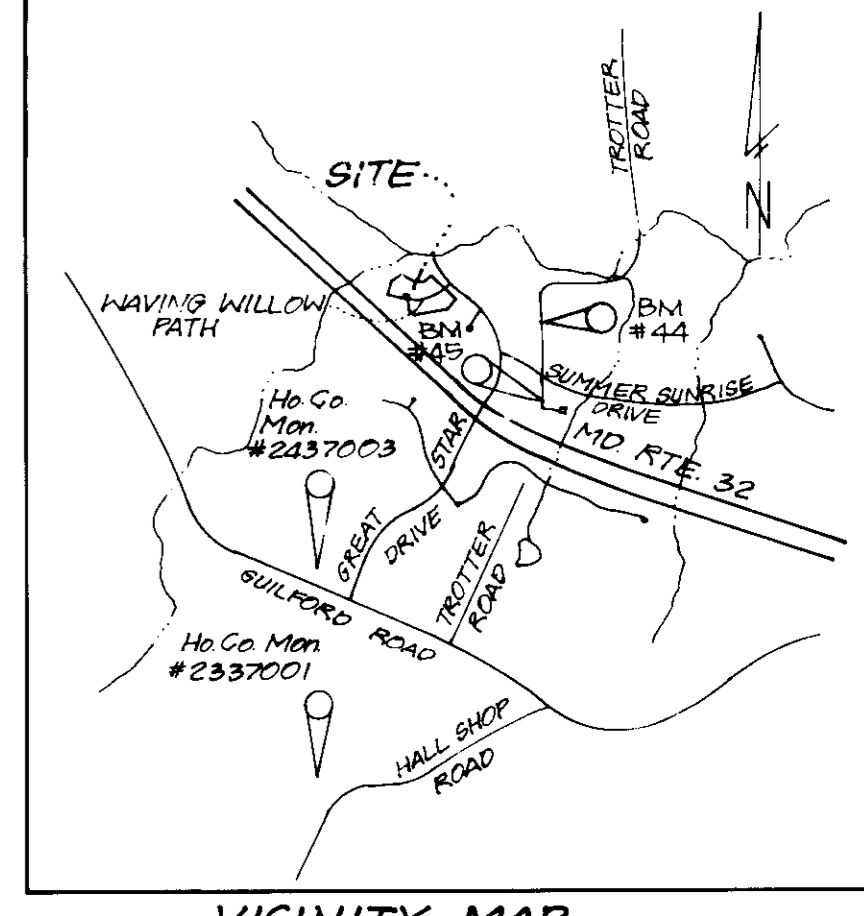 TROTTER
ROAD
SITE
N
WAVING WILLOW
PATH
BM
#44
BM
#45
SUMMER SUNRISE
DRIVE
Ho. Co.
Mon.
#2437003
MD. RTE. 32
GREAT STAR
DRIVE
TROTTER
ROAD
GUILFORD ROAD
Ho. Co. Mon.
#2337001
HALL SHOP
ROAD
VICINITY MAP